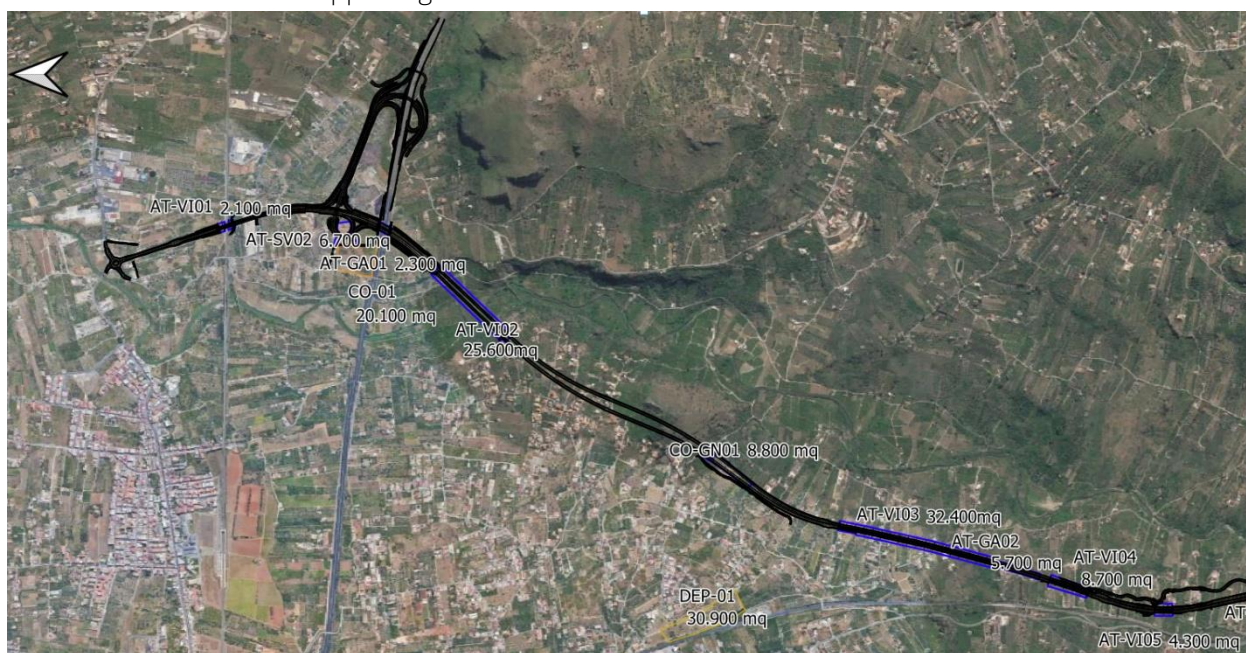 AT-VI01 2.100 mq
AT-SV02 6.700 mq
AT-GA01 2.300 mq
CO-01
20.100 mq
AT-VI02
25.600mq
CO-GN01 8.800 mq
AT-VI03 32.400mq
AT-GA02
5.700 mq
AT-VI04
8.700 mq
DEP-01
30.900 mq
AT-
AT-VI05 4.300 mq